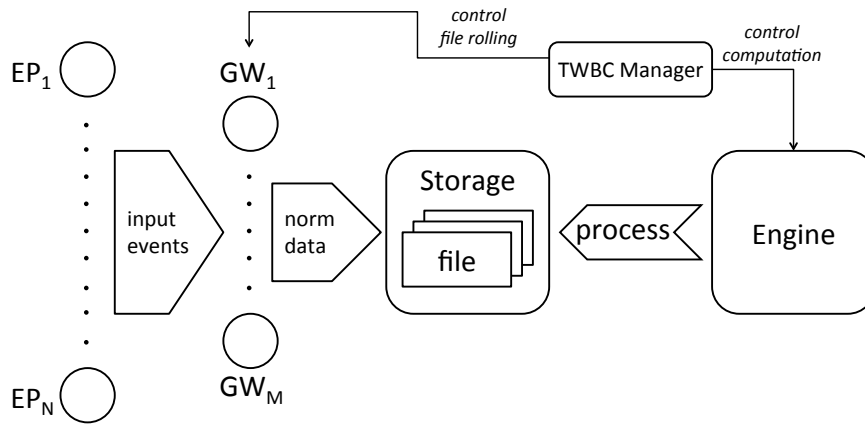 control
file rolling
TWBC Manager
control
computation
EP1
GW1
input
events
norm
data
Storage
file
process
Engine
EPN
GWM